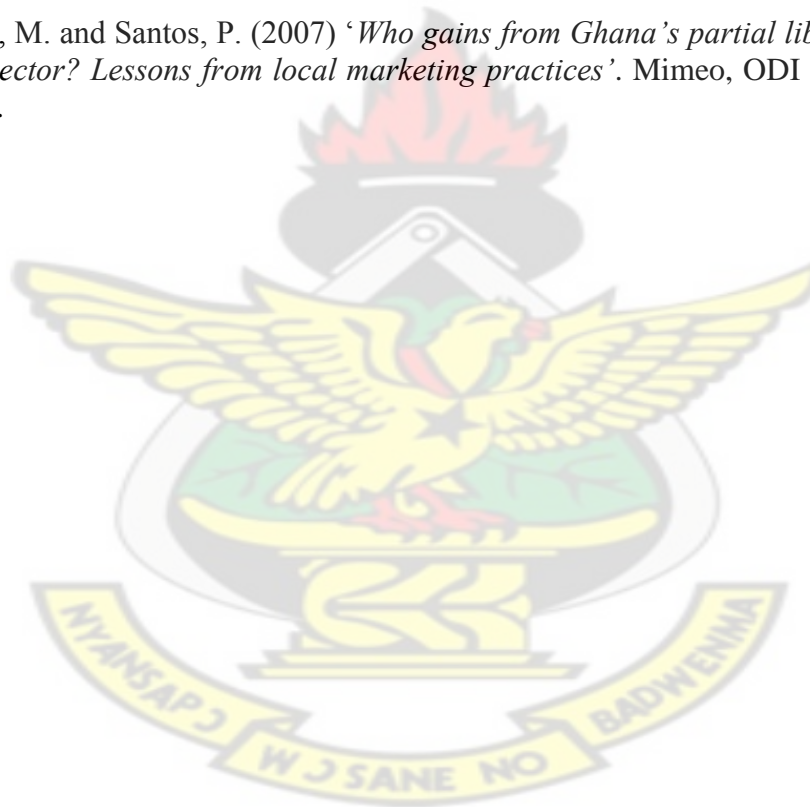 , M. and Santos, P. (2007) ‘Who gains from Ghana’s partial lib
ector? Lessons from local marketing practices’. Mimeo, ODI
.
NYANSAPƆ
WƆSANE NO
BADWENMA